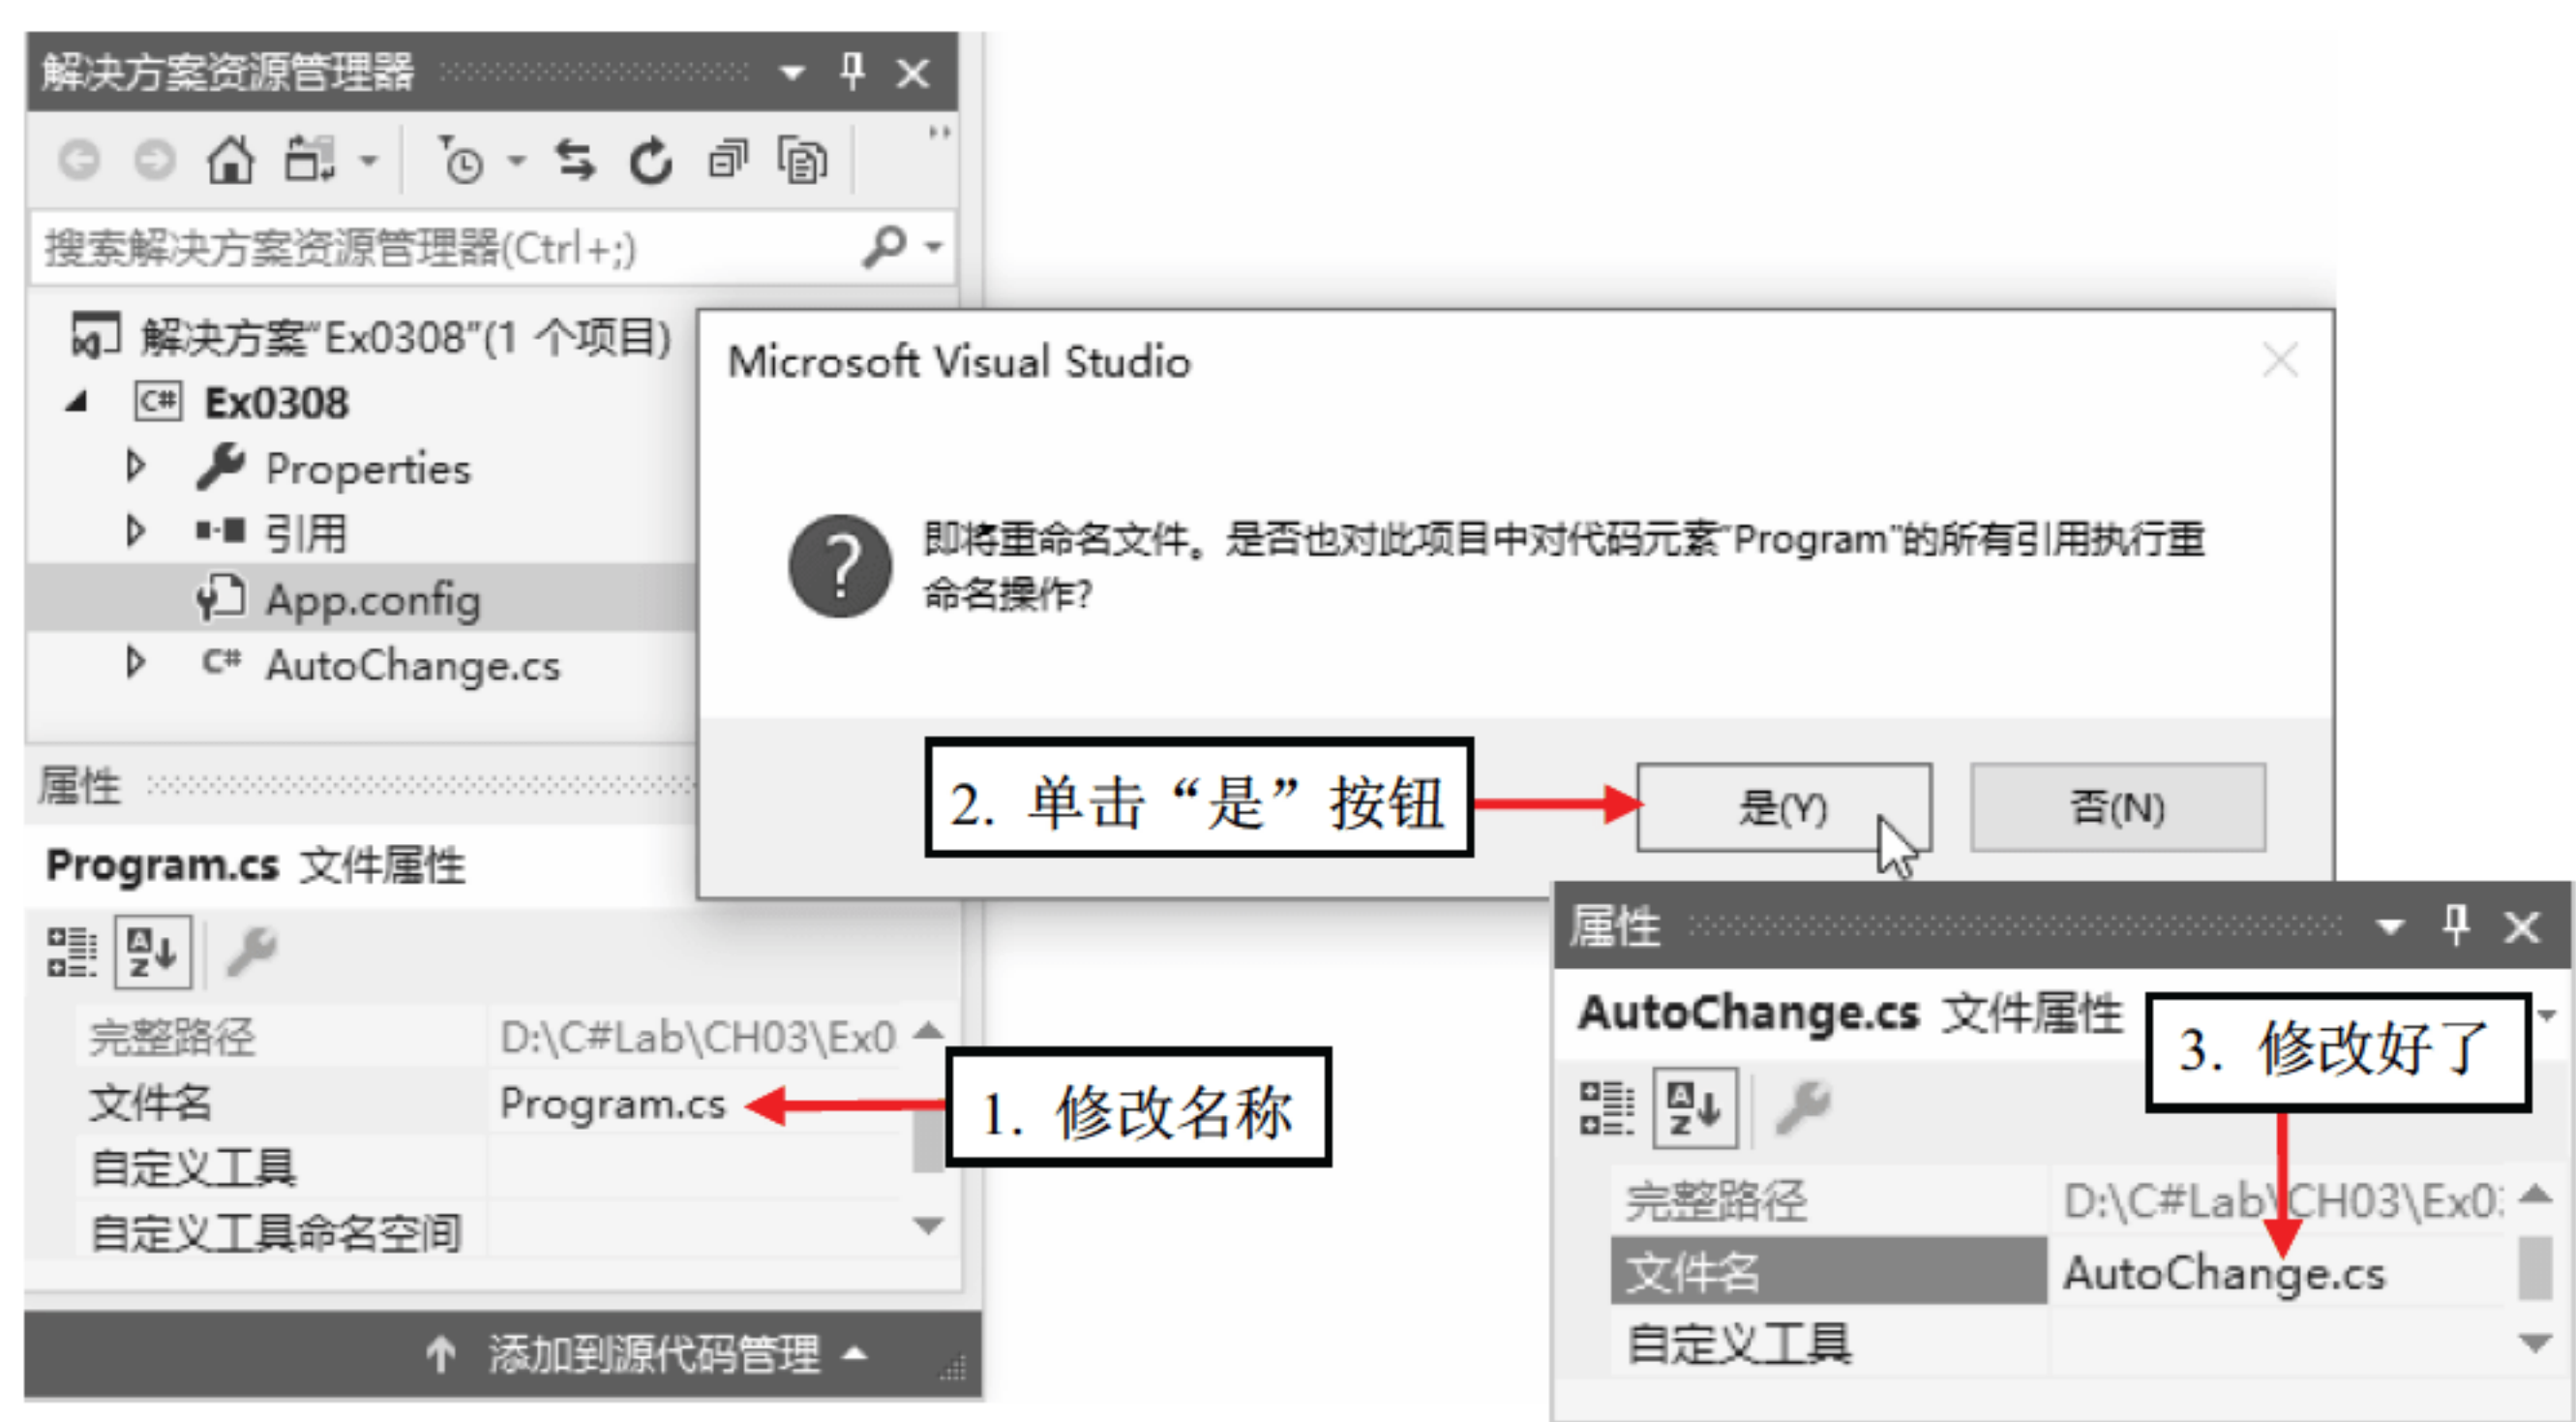 解决方案资源管理器
搜索解决方案资源管理器(Ctrl+;)
解决方案"Ex0308"(1 个项目)
C# Ex0308
Properties
引用
App.config
C# AutoChange.cs
属性
Program.cs 文件属性
完整路径 D:\C#Lab\CH03\Ex0
文件名 Program.cs
自定义工具
自定义工具命名空间
添加到源代码管理
1. 修改名称
Microsoft Visual Studio
即将重命名文件。是否也对此项目中对代码元素"Program"的所有引用执行重
命名操作?
2. 单击“是”按钮
是(Y) 否(N)
属性
AutoChange.cs 文件属性
3. 修改好了
完整路径 D:\C#Lab\CH03\Ex0
文件名 AutoChange.cs
自定义工具